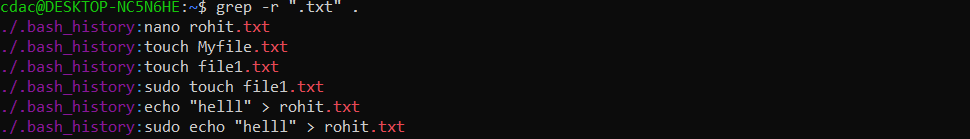 cdac@DESKTOP-NC5N6HE:~$ grep -r ".txt" .
./.bash_history:nano rohit.txt
./.bash_history:touch Myfile.txt
./.bash_history:touch file1.txt
./.bash_history:sudo touch file1.txt
./.bash_history:echo "helll" > rohit.txt
./.bash_history:sudo echo "helll" > rohit.txt